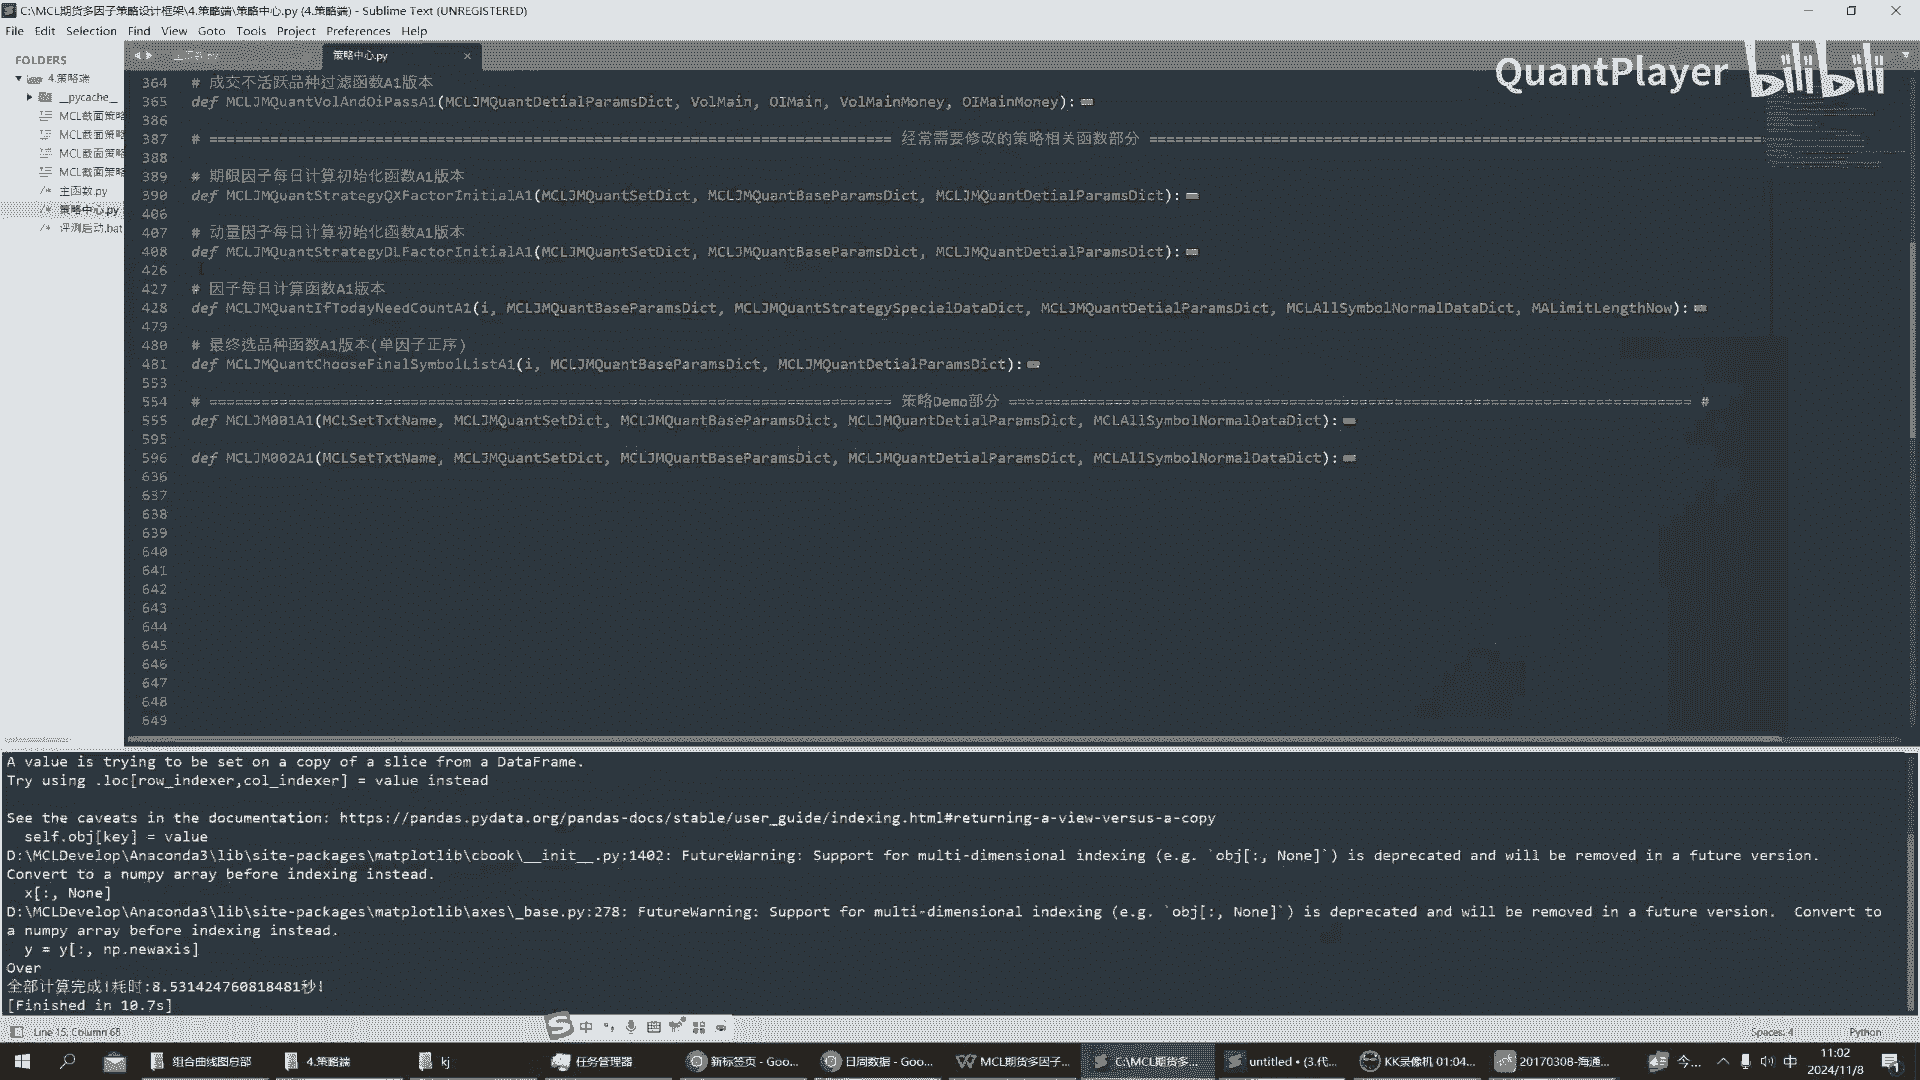 C:\MCL期货多因子策略设计框架\4.策略端\策略中心.py (4.策略端) - Sublime Text (UNREGISTERED)
File Edit Selection Find View Goto Tools Project Preferences Help
FOLDERS
4.策略端
__pycache__
MCL截面策略
MCL截面策略
MCL截面策略
MCL截面策略
主函数.py
策略中心.py
评测启动.bat
主函数.py
策略中心.py
QuantPlayer bilibili
364 # 成交不活跃品种过滤函数A1版本
365 def MCLJMQuantVolAndOiPassA1(MCLJMQuantDetialParamsDict, VolMain, OIMain, VolMainMoney, OIMainMoney):
386
387 # =============================================================================== 经常需要修改的策略相关函数部分 ========================================================================
388
389 # 期限因子每日计算初始化函数A1版本
390 def MCLJMQuantStrategyQXFactorInitialA1(MCLJMQuantSetDict, MCLJMQuantBaseParamsDict, MCLJMQuantDetialParamsDict):
406
407 # 动量因子每日计算初始化函数A1版本
408 def MCLJMQuantStrategyDLFactorInitialA1(MCLJMQuantSetDict, MCLJMQuantBaseParamsDict, MCLJMQuantDetialParamsDict):
426
427 # 因子每日计算函数A1版本
428 def MCLJMQuantIfTodayNeedCountA1(i, MCLJMQuantBaseParamsDict, MCLJMQuantStrategySpecialDataDict, MCLJMQuantDetialParamsDict, MCLAllSymbolNormalDataDict, MALimitLengthNow):
479
480 # 最终选品种函数A1版本(单因子正序)
481 def MCLJMQuantChooseFinalSymbolListA1(i, MCLJMQuantBaseParamsDict, MCLJMQuantDetialParamsDict):
553
554 # =============================================================================== 策略Demo部分 =============================================================================== #
555 def MCLJM001A1(MCLSetTxtName, MCLJMQuantSetDict, MCLJMQuantBaseParamsDict, MCLJMQuantDetialParamsDict, MCLAllSymbolNormalDataDict):
595
596 def MCLJM002A1(MCLSetTxtName, MCLJMQuantSetDict, MCLJMQuantBaseParamsDict, MCLJMQuantDetialParamsDict, MCLAllSymbolNormalDataDict):
636
637
638
639
640
641
642
643
644
645
646
647
648
649
A value is trying to be set on a copy of a slice from a DataFrame.
Try using .loc[row_indexer,col_indexer] = value instead
See the caveats in the documentation: https://pandas.pydata.org/pandas-docs/stable/user_guide/indexing.html#returning-a-view-versus-a-copy
self.obj[key] = value
D:\MCLDevelop\Anaconda3\lib\site-packages\matplotlib\cbook\__init__.py:1402: FutureWarning: Support for multi-dimensional indexing (e.g. `obj[:, None]`) is deprecated and will be removed in a future version.
Convert to a numpy array before indexing instead.
x[:, None]
D:\MCLDevelop\Anaconda3\lib\site-packages\matplotlib\axes\_base.py:278: FutureWarning: Support for multi-dimensional indexing (e.g. `obj[:, None]`) is deprecated and will be removed in a future version.  Convert to
a numpy array before indexing instead.
y = y[:, np.newaxis]
Over
全部计算完成!耗时:8.531424760818481秒!
[Finished in 10.7s]
Line 15, Column 68
中
Spaces: 4 Python
组合曲线图总部 4.策略端 kj 任务管理器 新标签页 - Goo... 日周数据 - Goo... MCL期货多因子... C:\MCL期货多... untitled • (3.代... KK录像机 01:04... 20170308-海通... 今... 中
11:02
2024/11/8